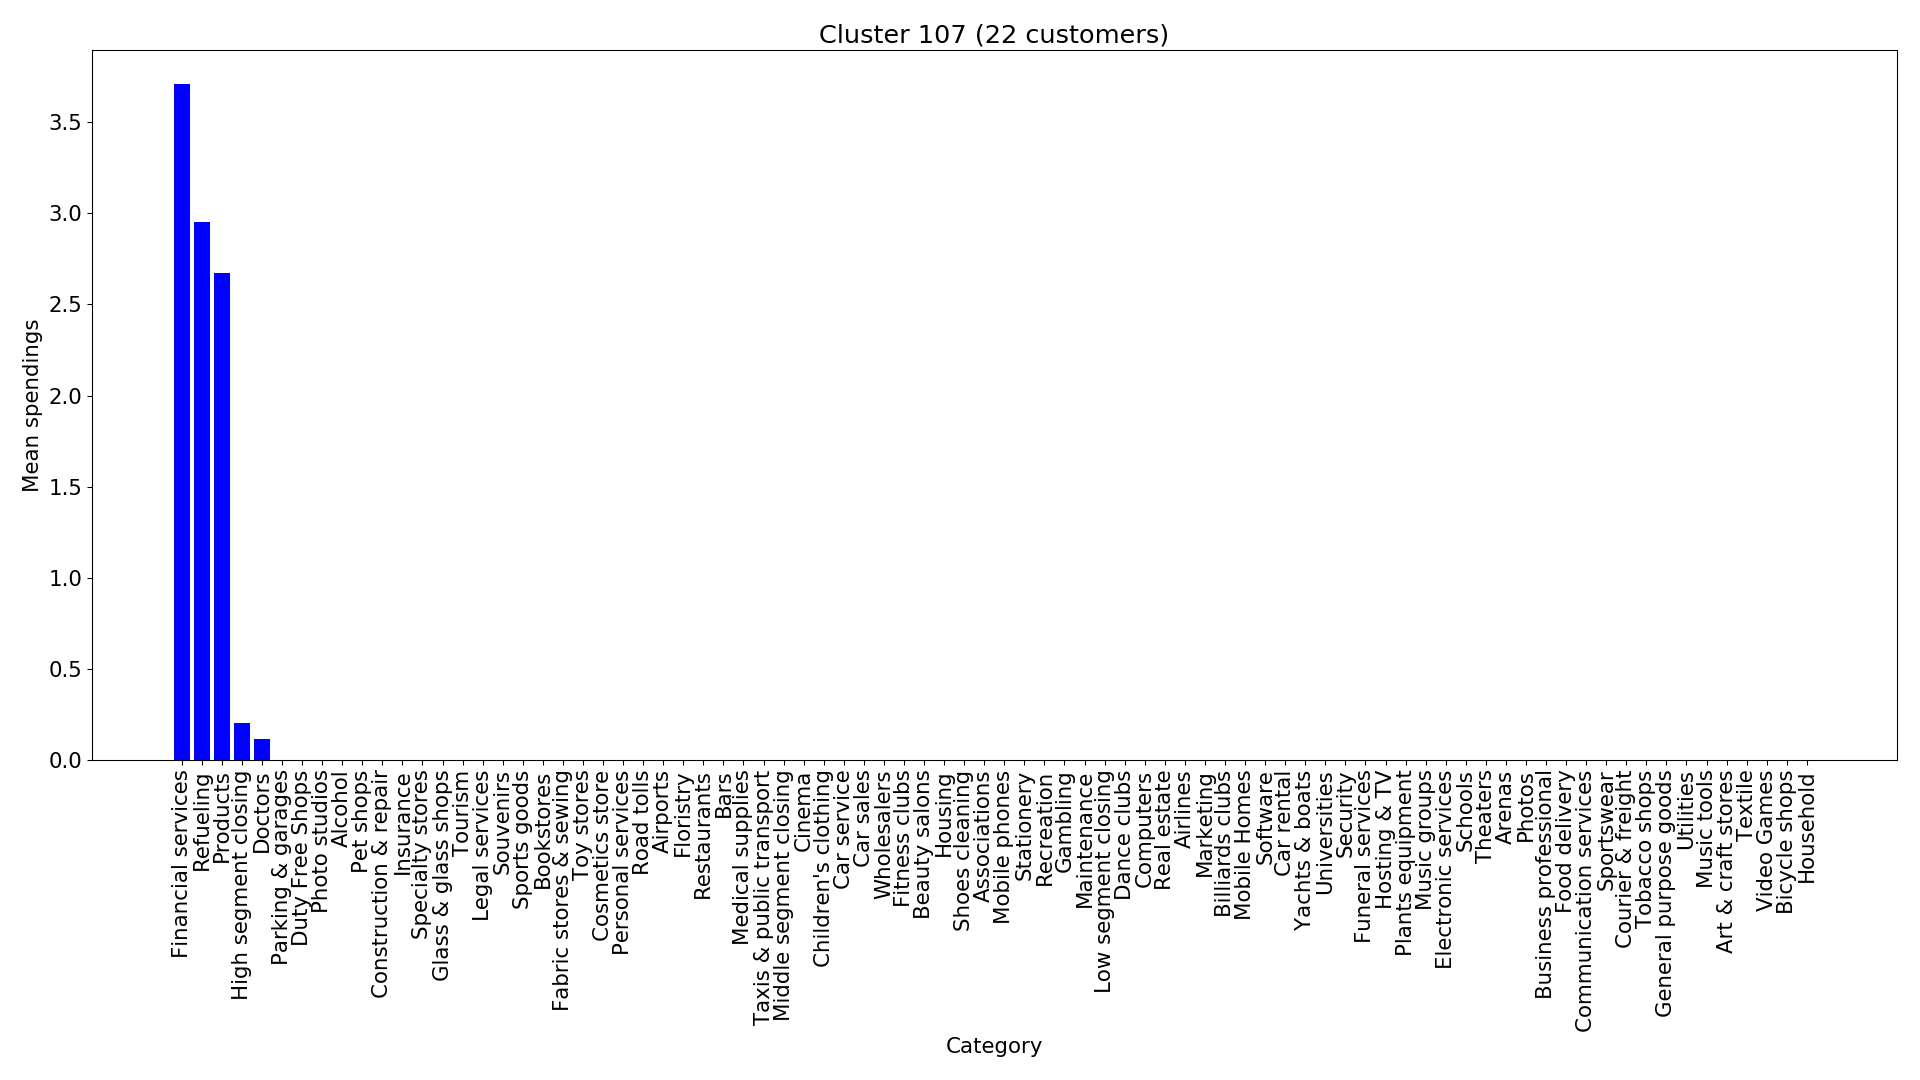 Cluster 107 (22 customers)
Mean spendings
3.5
3.0
2.5
2.0
1.5
1.0
0.5
0.0
Financial services
Refueling
Products
High segment closing
Doctors
Parking & garages
Duty Free Shops
Photo studios
Alcohol
Pet shops
Construction & repair
Insurance
Specialty stores
Glass & glass shops
Tourism
Legal services
Souvenirs
Sports goods
Bookstores
Fabric stores & sewing
Toy stores
Cosmetics store
Personal services
Road tolls
Airports
Floristry
Restaurants
Bars
Medical supplies
Taxis & public transport
Middle segment closing
Cinema
Children's clothing
Car service
Car sales
Wholesalers
Fitness clubs
Beauty salons
Housing
Shoes cleaning
Associations
Mobile phones
Stationery
Recreation
Gambling
Maintenance
Low segment closing
Dance clubs
Computers
Real estate
Airlines
Marketing
Billiards clubs
Mobile Homes
Software
Car rental
Yachts & boats
Universities
Security
Funeral services
Hosting & TV
Plants equipment
Music groups
Electronic services
Schools
Theaters
Arenas
Photos
Business professional
Food delivery
Communication services
Sportswear
Courier & freight
Tobacco shops
General purpose goods
Utilities
Music tools
Art & craft stores
Textile
Video Games
Bicycle shops
Household
Category